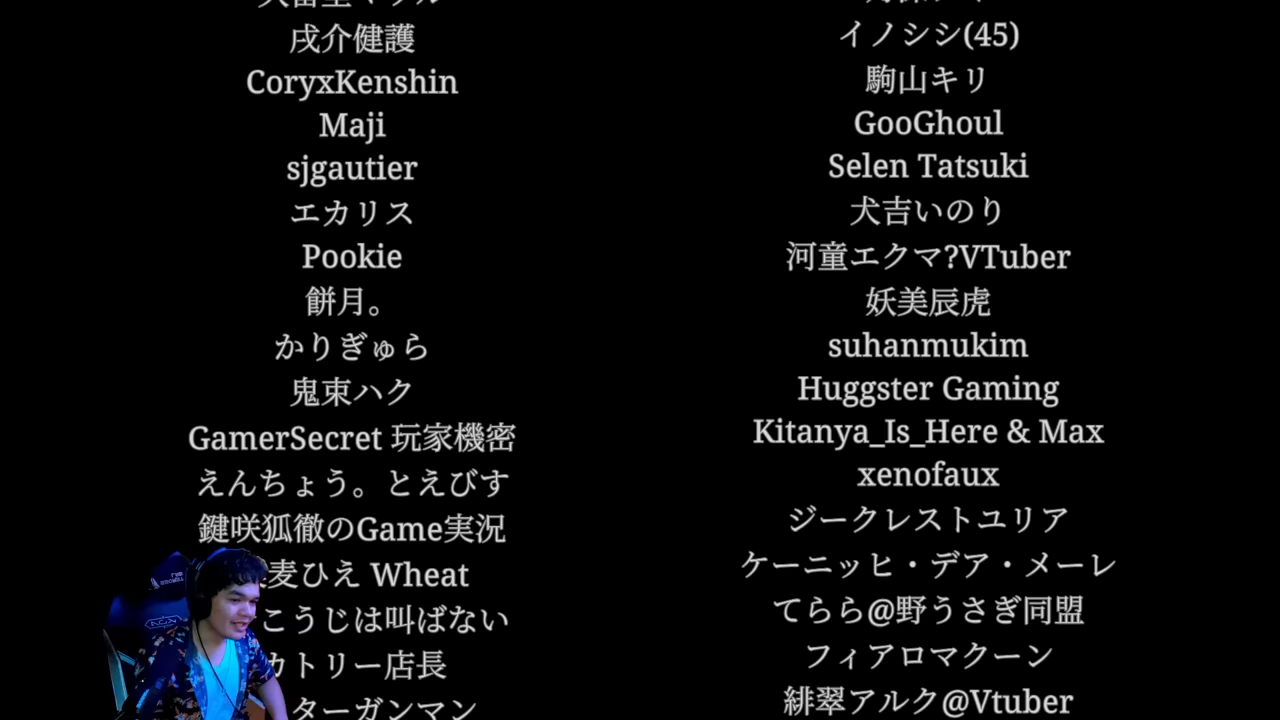 戌介健護
CoryxKenshin
Maji
sjgautier
エカリス
Pookie
餅月。
かりぎゅら
鬼束ハク
GamerSecret 玩家機密
えんちょう。とえびす
鍵咲狐徹のGame実況
麦ひえ Wheat
こうじは叫ばない
カトリー店長
ターガンマン
イノシシ(45)
駒山キリ
GooGhoul
Selen Tatsuki
犬吉いのり
河童エクマ?VTuber
妖美辰虎
suhanmukim
Huggster Gaming
Kitanya_Is_Here & Max
xenofaux
ジークレストユリア
ケーニッヒ・デア・メーレ
てらら@野うさぎ同盟
フィアロマクーン
緋翠アルク@Vtuber